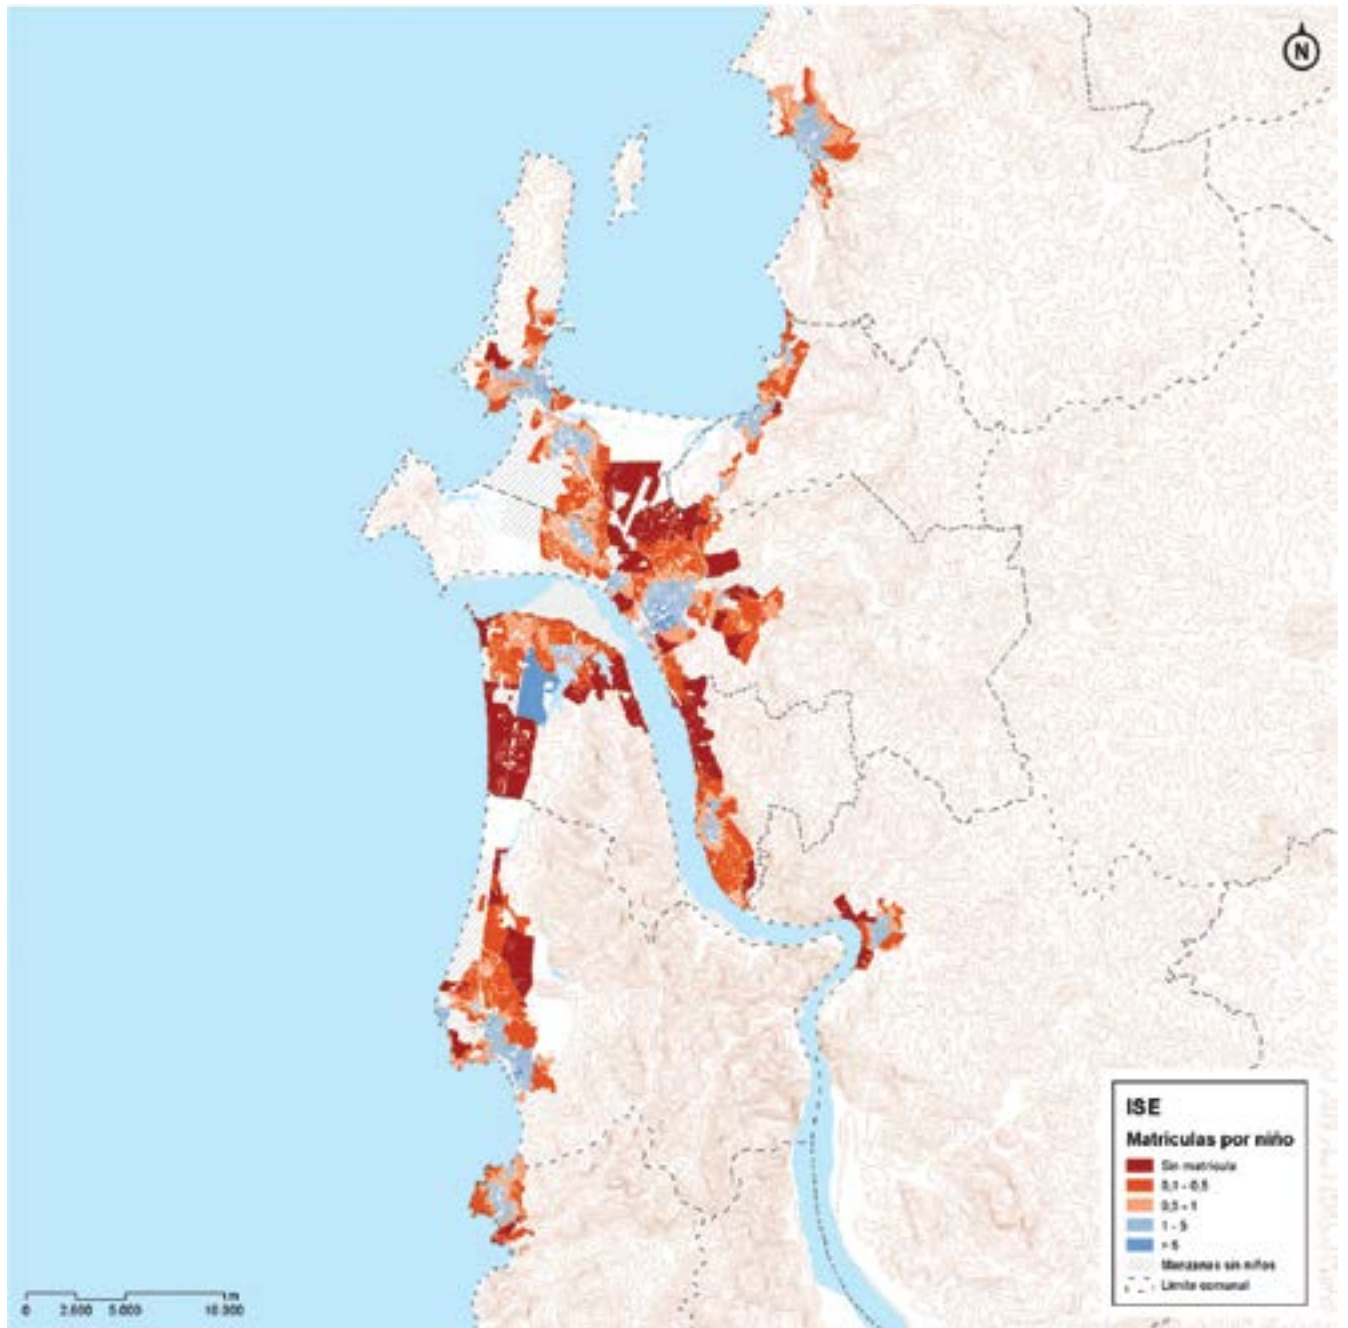 N
ISE
Matrículas por niño
Sin matrícula
0,1 - 0,5
0,5 - 1
1 - 5
> 5
Manzanas sin niños
Límite comunal
0 2.500 5.000 10.000
m